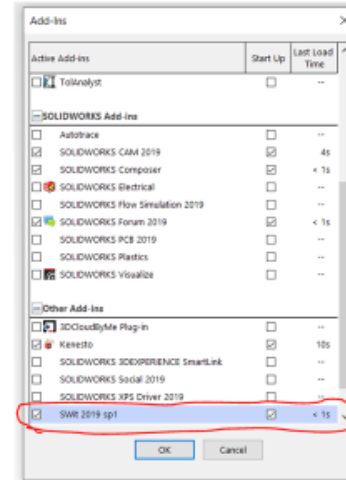 Add-Ins
Active Add-ins Start Up Last Load Time
TolAnalyst --
SOLIDWORKS Add-ins
Autotrace --
SOLIDWORKS CAM 2019 4s
SOLIDWORKS Composer < 1s
SOLIDWORKS Electrical --
SOLIDWORKS Flow Simulation 2019 --
SOLIDWORKS Forum 2019 < 1s
SOLIDWORKS PCB 2019 --
SOLIDWORKS Plastics --
SOLIDWORKS Visualize --
Other Add-ins
3DCloudByMe Plug-in --
Kenesto 10s
SOLIDWORKS 3DEXPERIENCE SmartLink --
SOLIDWORKS Social 2019 --
SOLIDWORKS XPS Driver 2019 --
SWit 2019 sp1 < 1s
OK Cancel